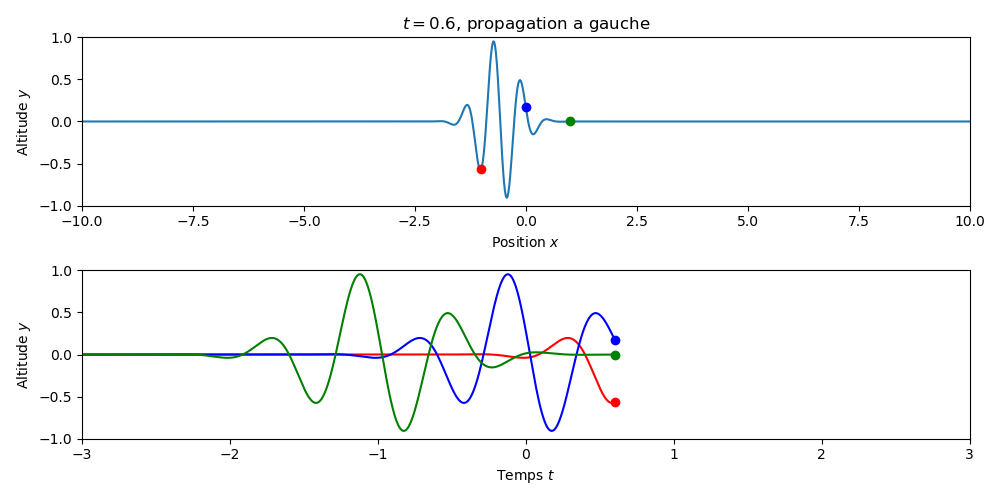 t = 0.6, propagation a gauche
1.0
0.5
0.0
−0.5
−1.0
Altitude y
−10.0 −7.5 −5.0 −2.5 0.0 2.5 5.0 7.5 10.0
Position x
1.0
0.5
0.0
−0.5
−1.0
Altitude y
−3 −2 −1 0 1 2 3
Temps t